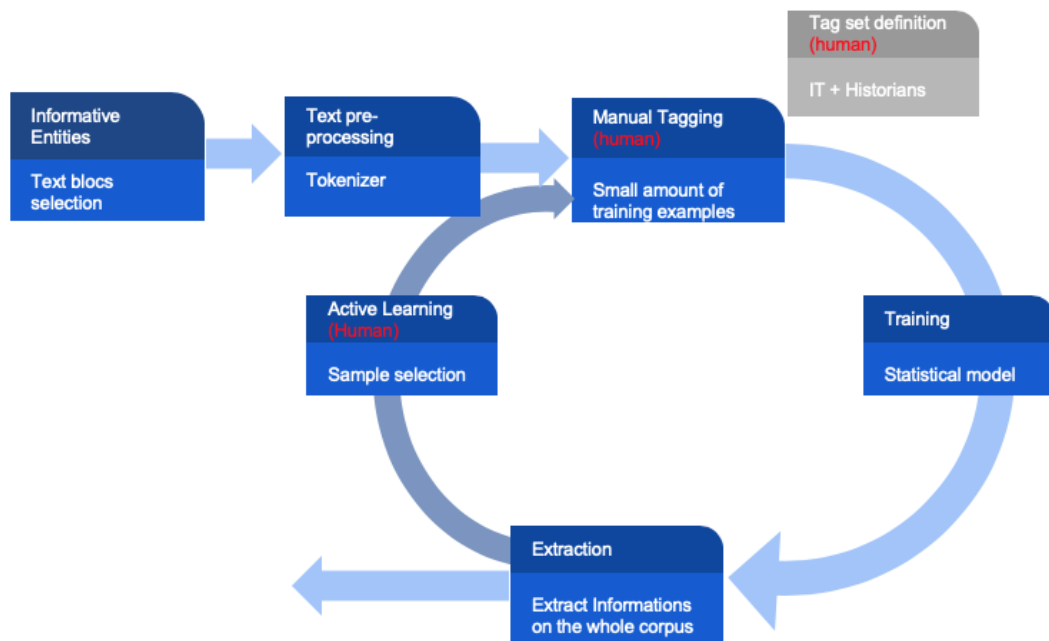 Tag set definition
(human)
IT + Historians
Informative
Entities
Text blocs
selection
Text pre-
processing
Tokenizer
Manual Tagging
(human)
Small amount of
training examples
Active Learning
(Human)
Sample selection
Training
Statistical model
Extraction
Extract Informations
on the whole corpus